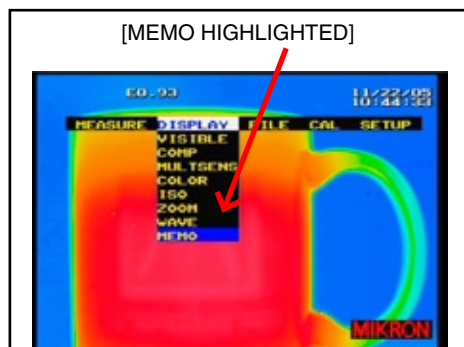 [MEMO HIGHLIGHTED]
E0.93 11/22/05
10:44:33
MEASURE DISPLAY FILE CAL SETUP
VISIBLE
COMP
MULTSENS
COLOR
ISO
ZOOM
WAVE
MEMO
MIKRON